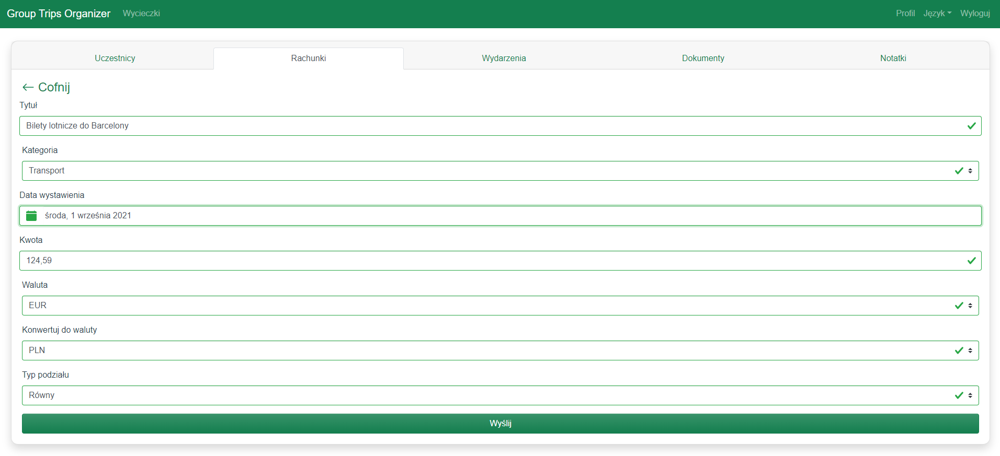 Group Trips Organizer Wycieczki Profil Język Wyloguj
Uczestnicy Rachunki Wydarzenia Dokumenty Notatki
Cofnij
Tytuł
Bilety lotnicze do Barcelony
Kategoria
Transport
Data wystawienia
środa, 1 września 2021
Kwota
124,59
Waluta
EUR
Konwertuj do waluty
PLN
Typ podziału
Równy
Wyślij